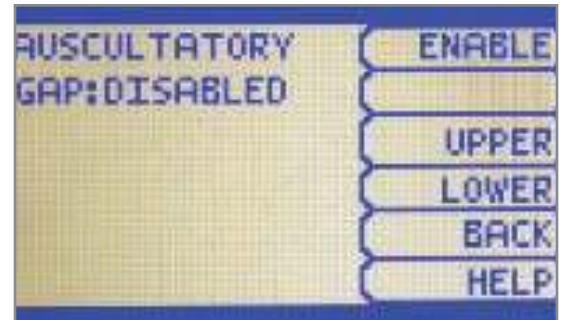 AUSCULTATORY
GAP:DISABLED
ENABLE
UPPER
LOWER
BACK
HELP